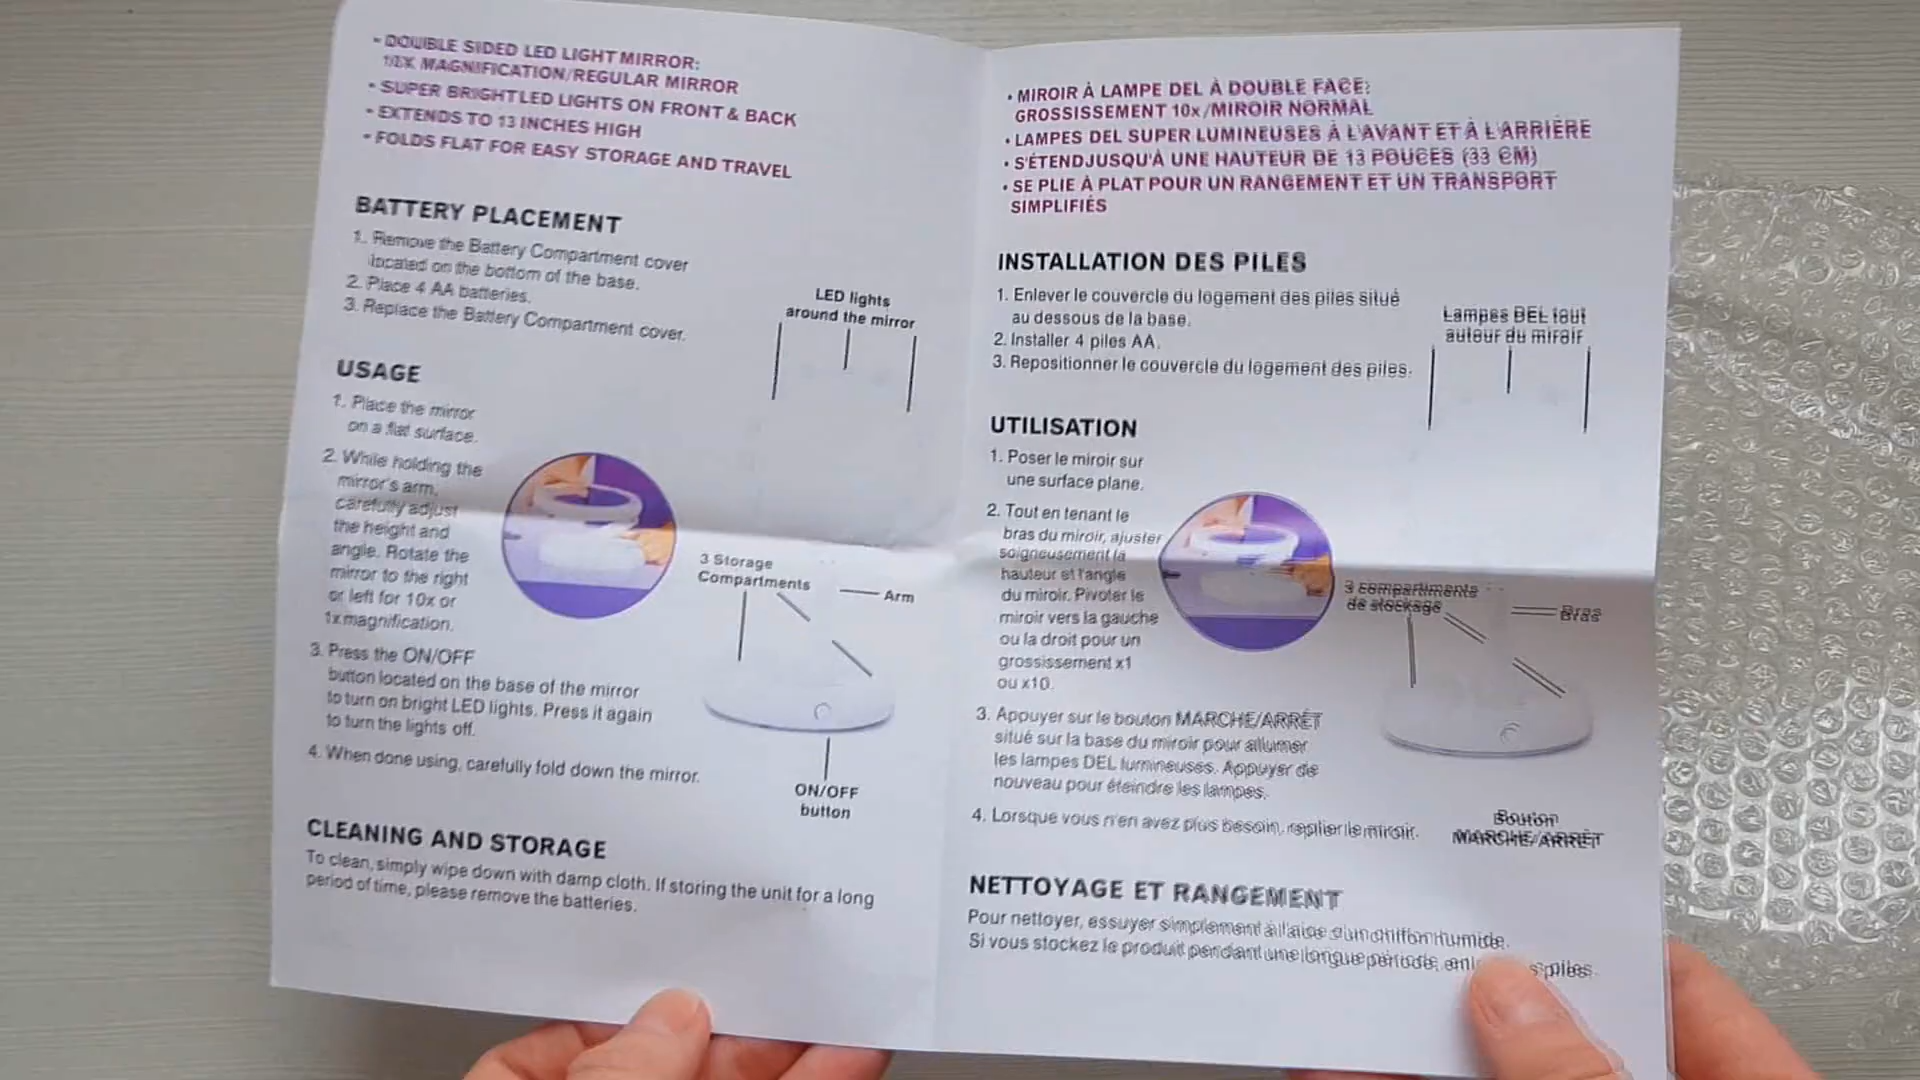 • DOUBLE SIDED LED LIGHT MIRROR:
10X MAGNIFICATION/REGULAR MIRROR
• SUPER BRIGHT LED LIGHTS ON FRONT & BACK
• EXTENDS TO 13 INCHES HIGH
• FOLDS FLAT FOR EASY STORAGE AND TRAVEL
BATTERY PLACEMENT
1. Remove the Battery Compartment cover
located on the bottom of the base.
2. Place 4 AA batteries.
3. Replace the Battery Compartment cover.
LED lights
around the mirror
USAGE
1. Place the mirror
on a flat surface.
2. While holding the
mirror's arm,
carefully adjust
the height and
angle. Rotate the
mirror to the right
or left for 10x or
1x magnification.
3 Storage
Compartments
Arm
3. Press the ON/OFF
button located on the base of the mirror
to turn on bright LED lights. Press it again
to turn the lights off.
4. When done using, carefully fold down the mirror.
ON/OFF
button
CLEANING AND STORAGE
To clean, simply wipe down with damp cloth. If storing the unit for a long
period of time, please remove the batteries.
• MIROIR À LAMPE DEL À DOUBLE FACE:
GROSSISSEMENT 10x/MIROIR NORMAL
• LAMPES DEL SUPER LUMINEUSES À L'AVANT ET À L'ARRIÈRE
• S'ÉTEND JUSQU'À UNE HAUTEUR DE 13 POUCES (33 CM)
• SE PLIE À PLAT POUR UN RANGEMENT ET UN TRANSPORT
SIMPLIFIÉS
INSTALLATION DES PILES
1. Enlever le couvercle du logement des piles situé
au dessous de la base.
2. Installer 4 piles AA.
3. Repositionner le couvercle du logement des piles.
Lampes DEL tout
autour du miroir
UTILISATION
1. Poser le miroir sur
une surface plane.
2. Tout en tenant le
bras du miroir, ajuster
soigneusement la
hauteur et l'angle
du miroir. Pivoter le
miroir vers la gauche
ou la droit pour un
grossissement x1
ou x10.
3 compartiments
de stockage
Bras
3. Appuyer sur le bouton MARCHE/ARRÊT
situé sur la base du miroir pour allumer
les lampes DEL lumineuses. Appuyer de
nouveau pour éteindre les lampes.
4. Lorsque vous n'en avez plus besoin, replier le miroir.
Bouton
MARCHE/ARRÊT
NETTOYAGE ET RANGEMENT
Pour nettoyer, essuyer simplement à l'aide d'un chiffon humide.
Si vous stockez le produit pendant une longue période, piles.